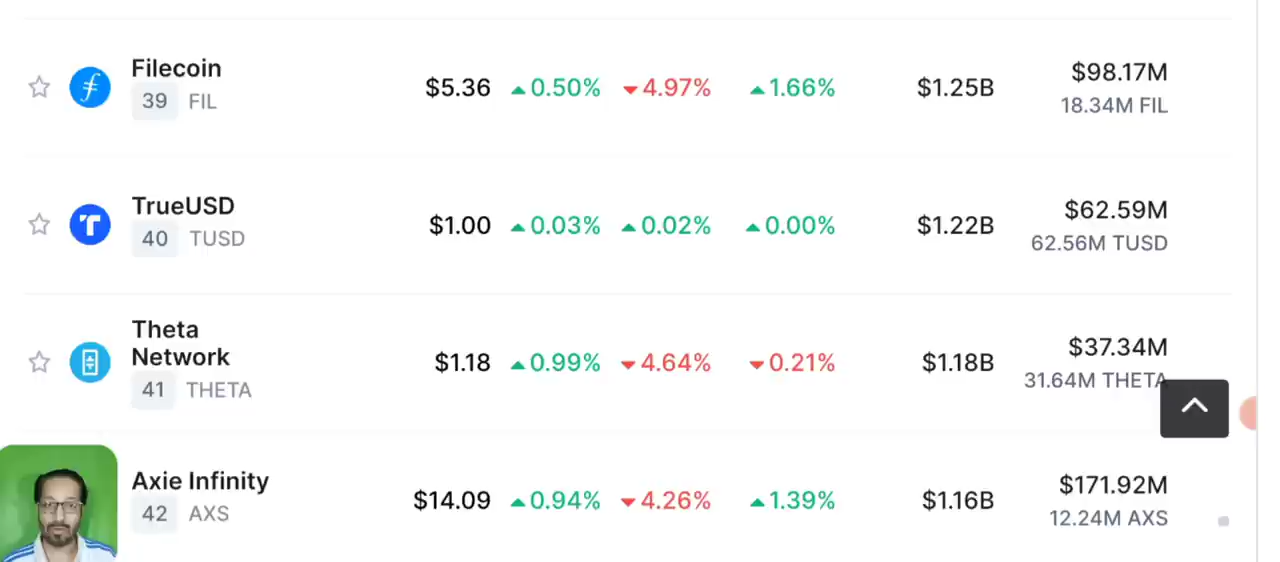 Filecoin
39 FIL
$5.36 0.50% 4.97% 1.66% $1.25B $98.17M
18.34M FIL
TrueUSD
40 TUSD
$1.00 0.03% 0.02% 0.00% $1.22B $62.59M
62.56M TUSD
Theta
Network
41 THETA
$1.18 0.99% 4.64% 0.21% $1.18B $37.34M
31.64M THETA
Axie Infinity
42 AXS
$14.09 0.94% 4.26% 1.39% $1.16B $171.92M
12.24M AXS